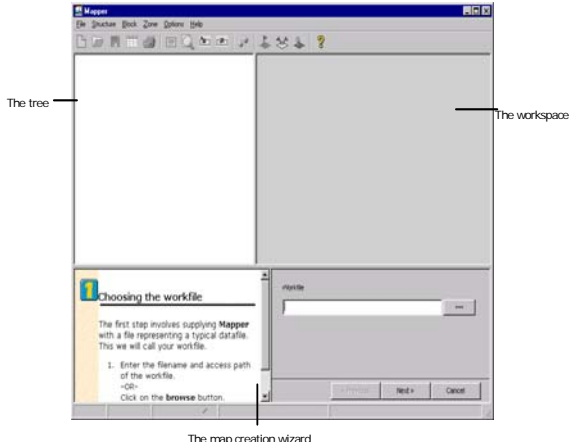 Mapper
File Structure Block Zone Options Help
The tree
The workspace
1
Choosing the workfile
The first step involves supplying Mapper
with a file representing a typical datafile.
This we will call your workfile.
1. Enter the filename and access path
of the workfile.
-OR-
Click on the browse button.
Workfile
...
Next >
Cancel
The map creation wizard